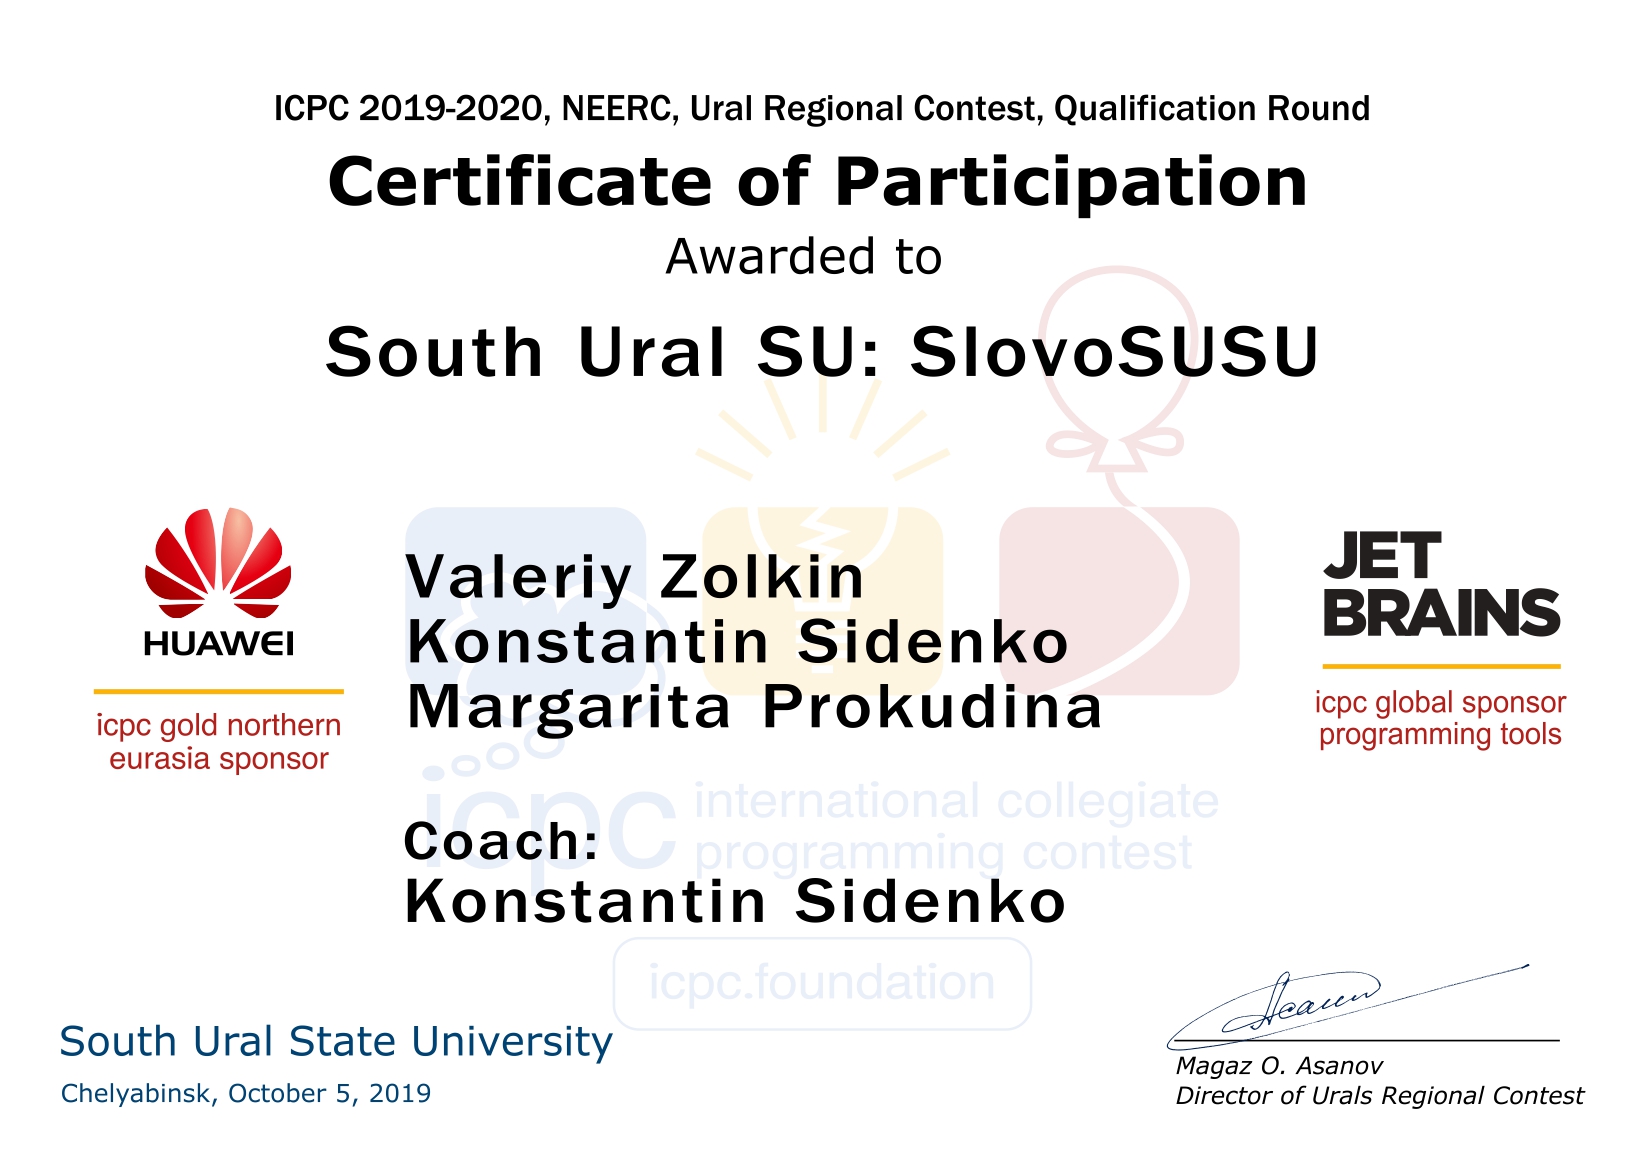 ICPC 2019-2020, NEERC, Ural Regional Contest, Qualification Round
Certificate of Participation
Awarded to
South Ural SU: SlovoSUSU
HUAWEI
icpc gold northern
eurasia sponsor
Valeriy Zolkin
Konstantin Sidenko
Margarita Prokudina
JET
BRAINS
icpc global sponsor
programming tools
icpc international collegiate
programming contest
Coach:
Konstantin Sidenko
icpc.foundation
South Ural State University
Chelyabinsk, October 5, 2019
Magaz O. Asanov
Director of Urals Regional Contest